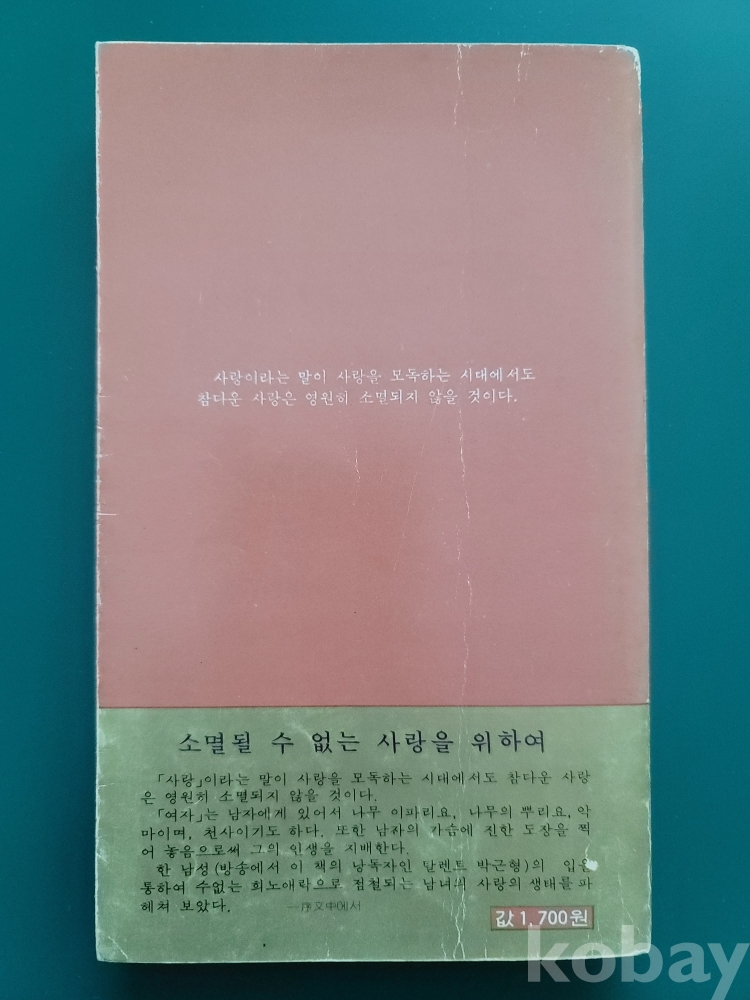 사랑이라는 말이 사랑을 모독하는 시대에서도
참다운 사랑은 영원히 소멸되지 않을 것이다.
소멸될 수 없는 사랑을 위하여
「사랑」이라는 말이 사랑을 모독하는 시대에서도 참다운 사랑
은 영원히 소멸되지 않을 것이다.
「여자」는 남자에게 있어서 나무 이파리요, 나무의 뿌리요, 악
마이며, 천사이기도 하다. 또한 남자의 가슴에 진한 도장을 찍
어 놓음으로써 그의 인생을 지배한다.
한 남성(방송에서 이 책의 낭독자인 탈렌트 박근형)의 입을
통하여 수없는 희노애락으로 점철되는 남녀의 사랑의 생태를 파
헤쳐 보았다. —序文中에서
값 1,700원
kobay